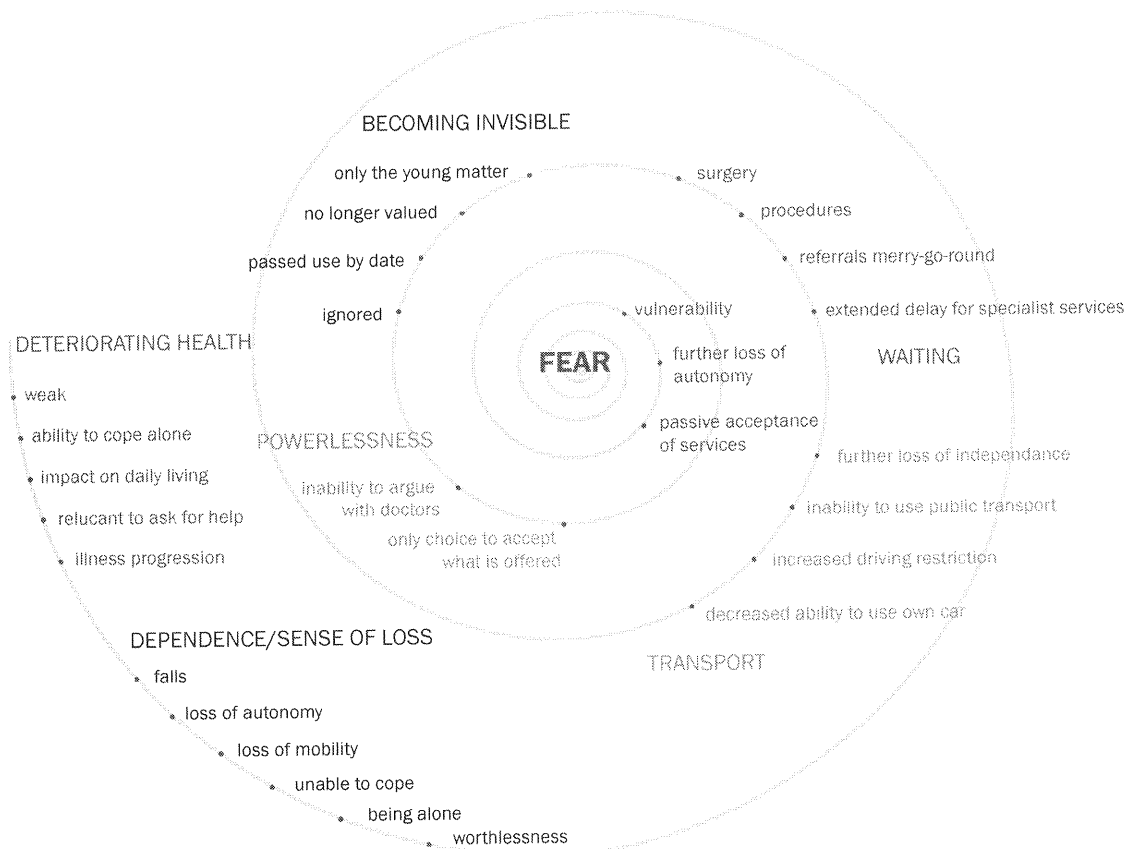 BECOMING INVISIBLE
only the young matter
no longer valued
passed use by date
ignored
surgery
procedures
referrals merry-go-round
extended delay for specialist services
WAITING
FEAR
vulnerability
further loss of
autonomy
passive acceptance
of services
DETERIORATING HEALTH
weak
ability to cope alone
impact on daily living
relucant to ask for help
illness progression
POWERLESSNESS
inability to argue
with doctors
only choice to accept
what is offered
further loss of independance
inability to use public transport
increased driving restriction
decreased ability to use own car
TRANSPORT
DEPENDENCE/SENSE OF LOSS
falls
loss of autonomy
loss of mobility
unable to cope
being alone
worthlessness